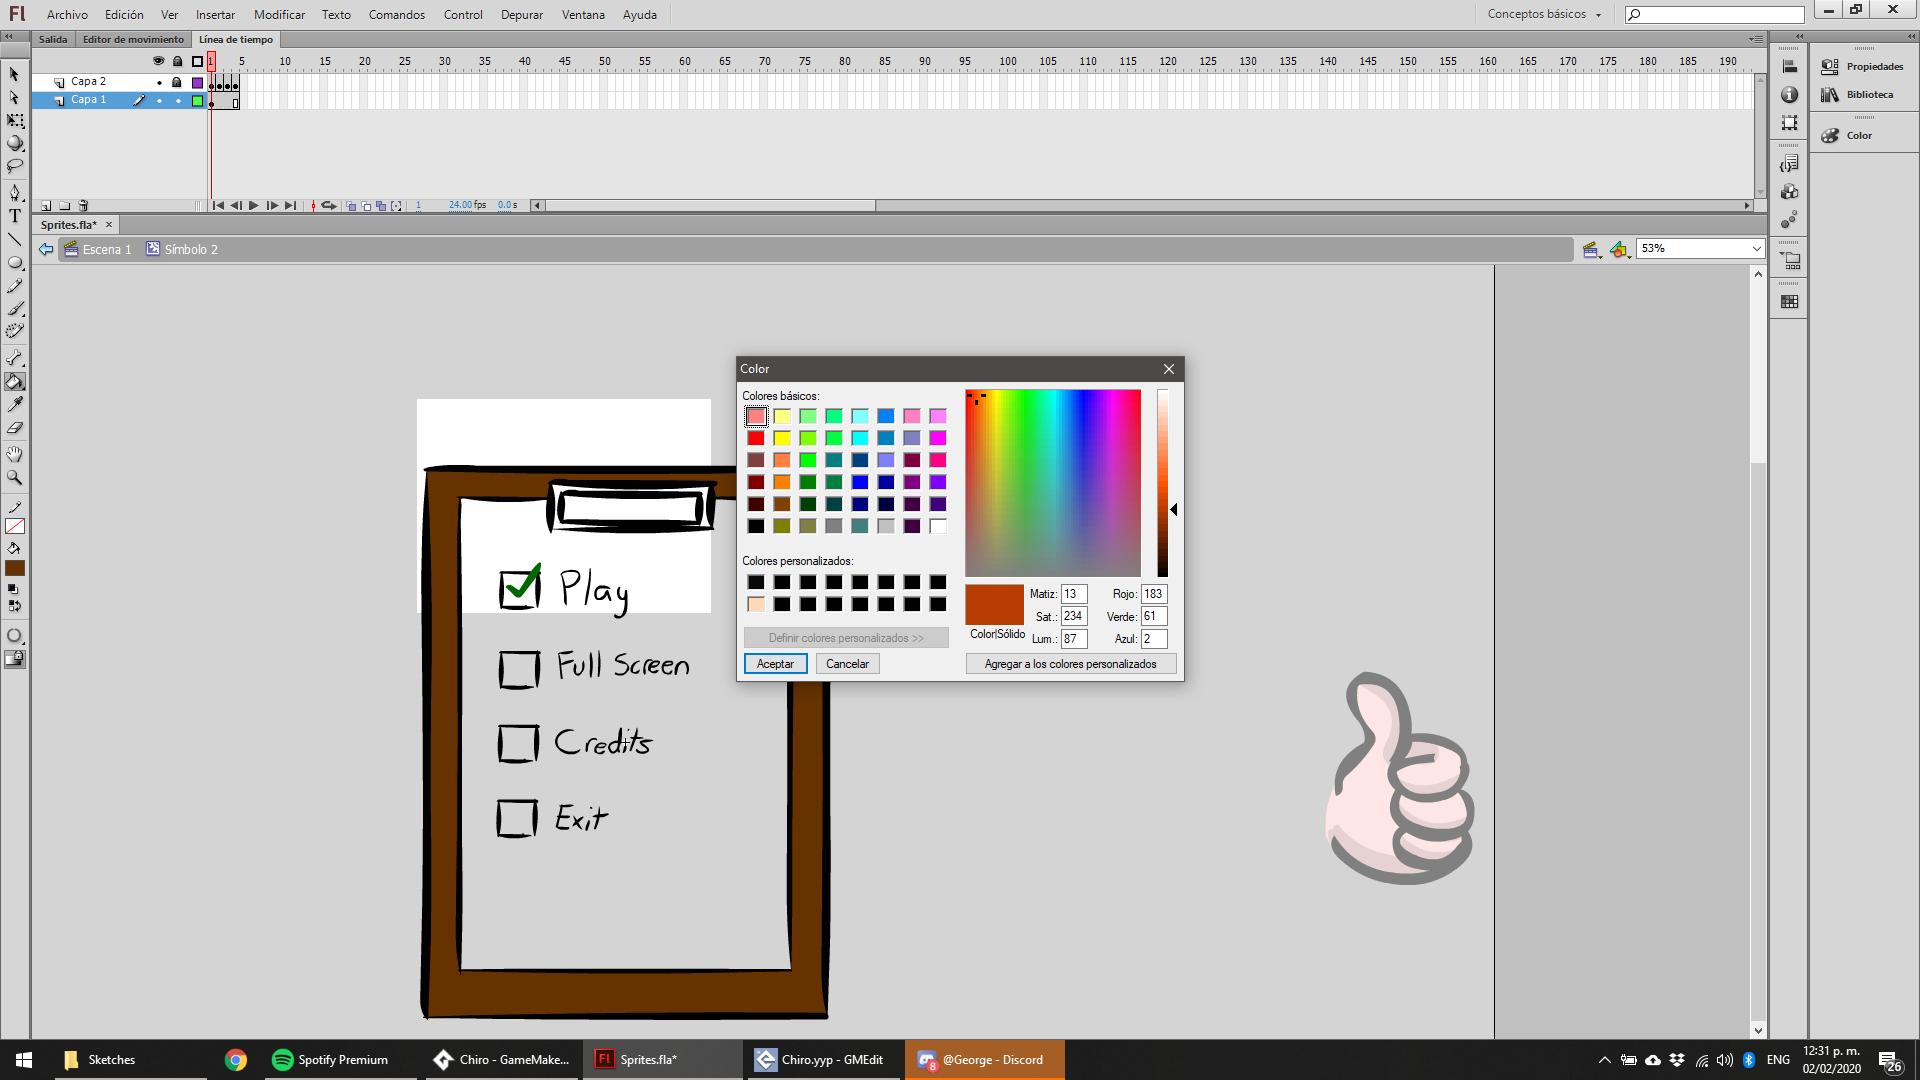 Fl Archivo Edición Ver Insertar Modificar Texto Comandos Control Depurar Ventana Ayuda Conceptos básicos
Salida Editor de movimiento Línea de tiempo
1 5 10 15 20 25 30 35 40 45 50 55 60 65 70 75 80 85 90 95 100 105 110 115 120 125 130 135 140 145 150 155 160 165 170 175 180 185 190
Capa 2
Capa 1
Propiedades
Biblioteca
Color
1 24.00 fps 0.0 s
Sprites.fla*
Escena 1 Símbolo 2 53%
Color
Colores básicos:
Colores personalizados:
Definir colores personalizados >>
Aceptar Cancelar
Color|Sólido
Matiz: 13 Rojo: 183
Sat.: 234 Verde: 61
Lum.: 87 Azul: 2
Agregar a los colores personalizados
Play
Full Screen
Credits
Exit
Sketches Spotify Premium Chiro - GameMake... Fl Sprites.fla* Chiro.yyp - GMEdit 8 @George - Discord ENG
12:31 p. m.
02/02/2020
26